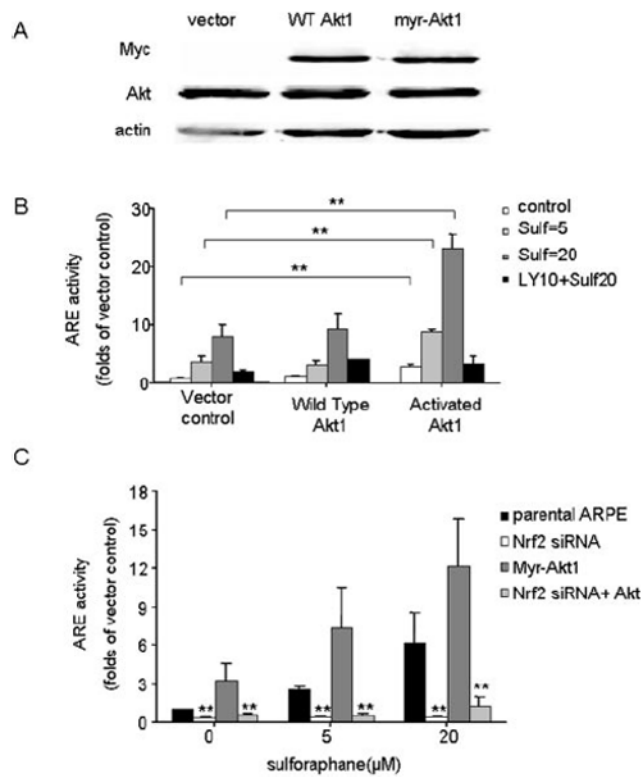 A
vector WT Akt1 myr-Akt1
Myc
Akt
actin
B
ARE activity
(folds of vector control)
30
20
10
0
**
**
**
control
Sulf=5
Sulf=20
LY10+Sulf20
Vector
control
Wild Type
Akt1
Activated
Akt1
C
ARE activity
(folds of vector control)
18
15
12
9
6
3
0
** ** ** ** ** **
parental ARPE
Nrf2 siRNA
Myr-Akt1
Nrf2 siRNA+ Akt
0 5 20
sulforaphane(μM)